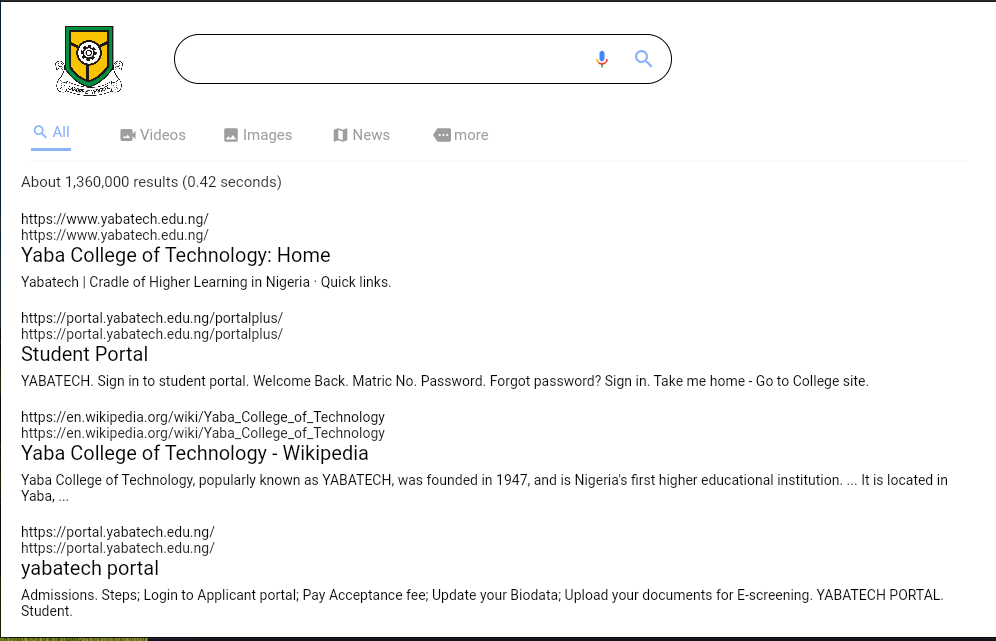 All
Videos
Images
News
more
About 1,360,000 results (0.42 seconds)
https://www.yabatech.edu.ng/
https://www.yabatech.edu.ng/
Yaba College of Technology: Home
Yabatech | Cradle of Higher Learning in Nigeria · Quick links.
https://portal.yabatech.edu.ng/portalplus/
https://portal.yabatech.edu.ng/portalplus/
Student Portal
YABATECH. Sign in to student portal. Welcome Back. Matric No. Password. Forgot password? Sign in. Take me home - Go to College site.
https://en.wikipedia.org/wiki/Yaba_College_of_Technology
https://en.wikipedia.org/wiki/Yaba_College_of_Technology
Yaba College of Technology - Wikipedia
Yaba College of Technology, popularly known as YABATECH, was founded in 1947, and is Nigeria's first higher educational institution. ... It is located in
Yaba, ...
https://portal.yabatech.edu.ng/
https://portal.yabatech.edu.ng/
yabatech portal
Admissions. Steps; Login to Applicant portal; Pay Acceptance fee; Update your Biodata; Upload your documents for E-screening. YABATECH PORTAL.
Student.